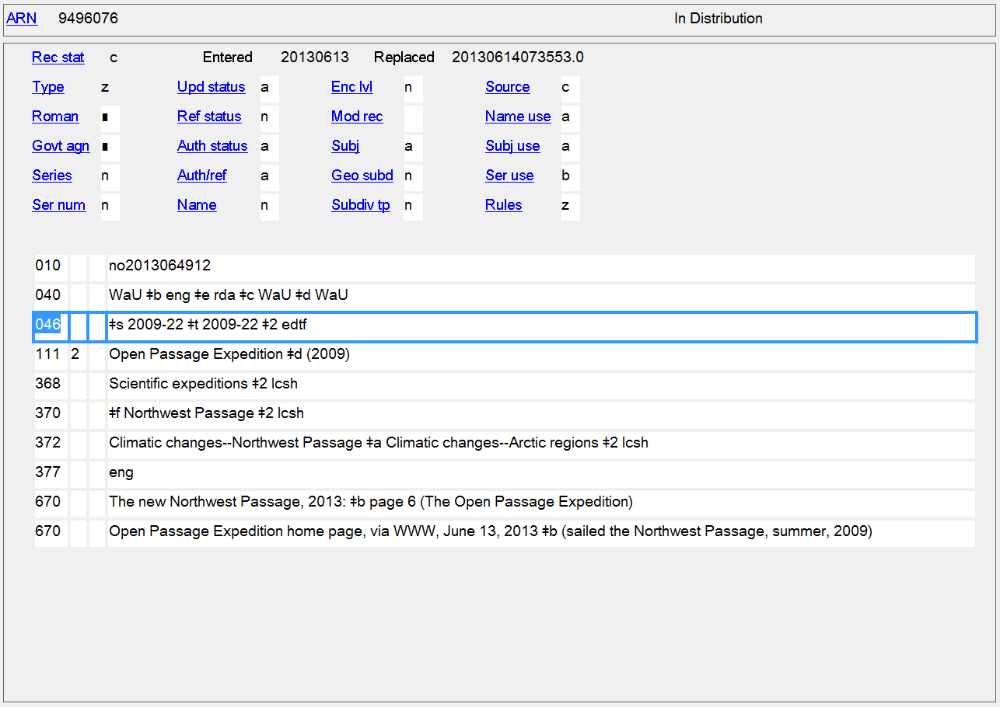 ARN 9496076 In Distribution
Rec stat c Entered 20130613 Replaced 20130614073553.0
Type z Upd status a Enc lvl n Source c
Roman ∎ Ref status n Mod rec Name use a
Govt agn ∎ Auth status a Subj a Subj use a
Series n Auth/ref a Geo subd n Ser use b
Ser num n Name n Subdiv tp n Rules z
010 no2013064912
040 WaU ǂb eng ǂe rda ǂc WaU ǂd WaU
046 ǂs 2009-22 ǂt 2009-22 ǂ2 edtf
111 2 Open Passage Expedition ǂd (2009)
368 Scientific expeditions ǂ2 lcsh
370 ǂf Northwest Passage ǂ2 lcsh
372 Climatic changes--Northwest Passage ǂa Climatic changes--Arctic regions ǂ2 lcsh
377 eng
670 The new Northwest Passage, 2013: ǂb page 6 (The Open Passage Expedition)
670 Open Passage Expedition home page, via WWW, June 13, 2013 ǂb (sailed the Northwest Passage, summer, 2009)